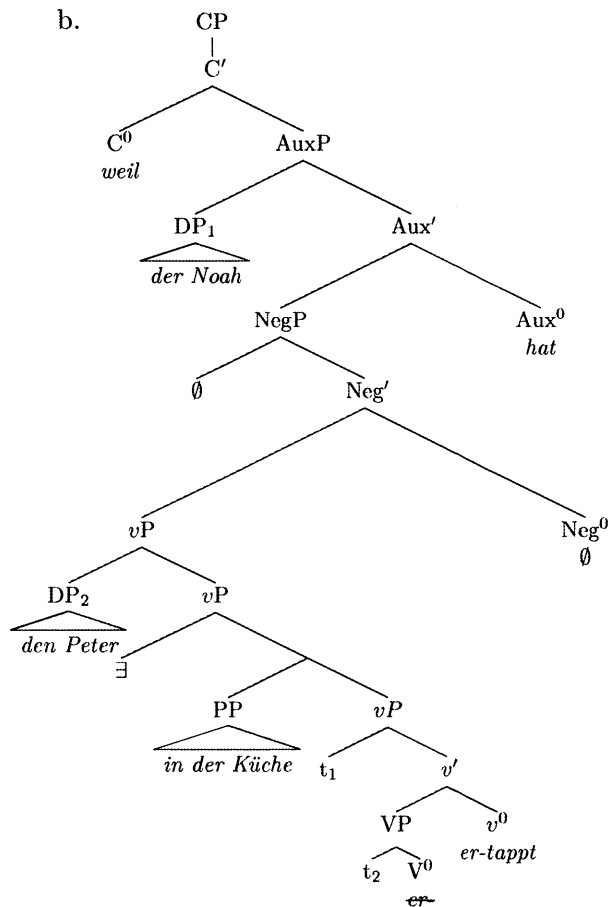 b.
CP
C′
C⁰ AuxP
weil
DP₁ Aux′
der Noah
NegP Aux⁰
hat
∅ Neg′
vP Neg⁰
∅
DP₂ vP
den Peter
∃
PP vP
in der Küche t₁ v′
VP v⁰
er-tappt
t₂ V⁰
er-